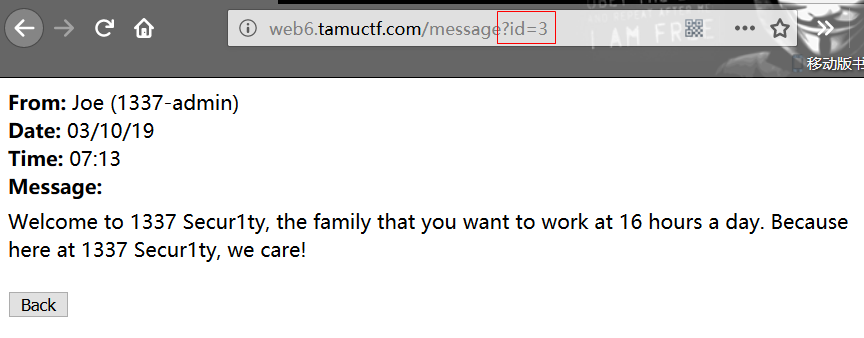 web6.tamuctf.com/message?id=3
I AM FREE
移动版书
From: Joe (1337-admin)
Date: 03/10/19
Time: 07:13
Message:
Welcome to 1337 Secur1ty, the family that you want to work at 16 hours a day. Because
here at 1337 Secur1ty, we care!
Back